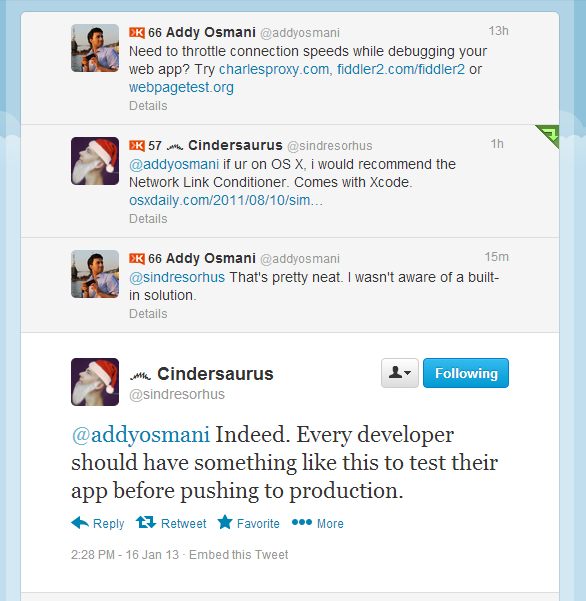 66 Addy Osmani @addyosmani 13h
Need to throttle connection speeds while debugging your
web app? Try charlesproxy.com, fiddler2.com/fiddler2 or
webpagetest.org
Details
57 Cindersaurus @sindresorhus 1h
@addyosmani if ur on OS X, i would recommend the
Network Link Conditioner. Comes with Xcode.
osxdaily.com/2011/08/10/sim…
Details
66 Addy Osmani @addyosmani 15m
@sindresorhus That's pretty neat. I wasn't aware of a built-
in solution.
Details
Cindersaurus
@sindresorhus
Following
@addyosmani Indeed. Every developer
should have something like this to test their
app before pushing to production.
Reply Retweet Favorite More
2:28 PM - 16 Jan 13 · Embed this Tweet